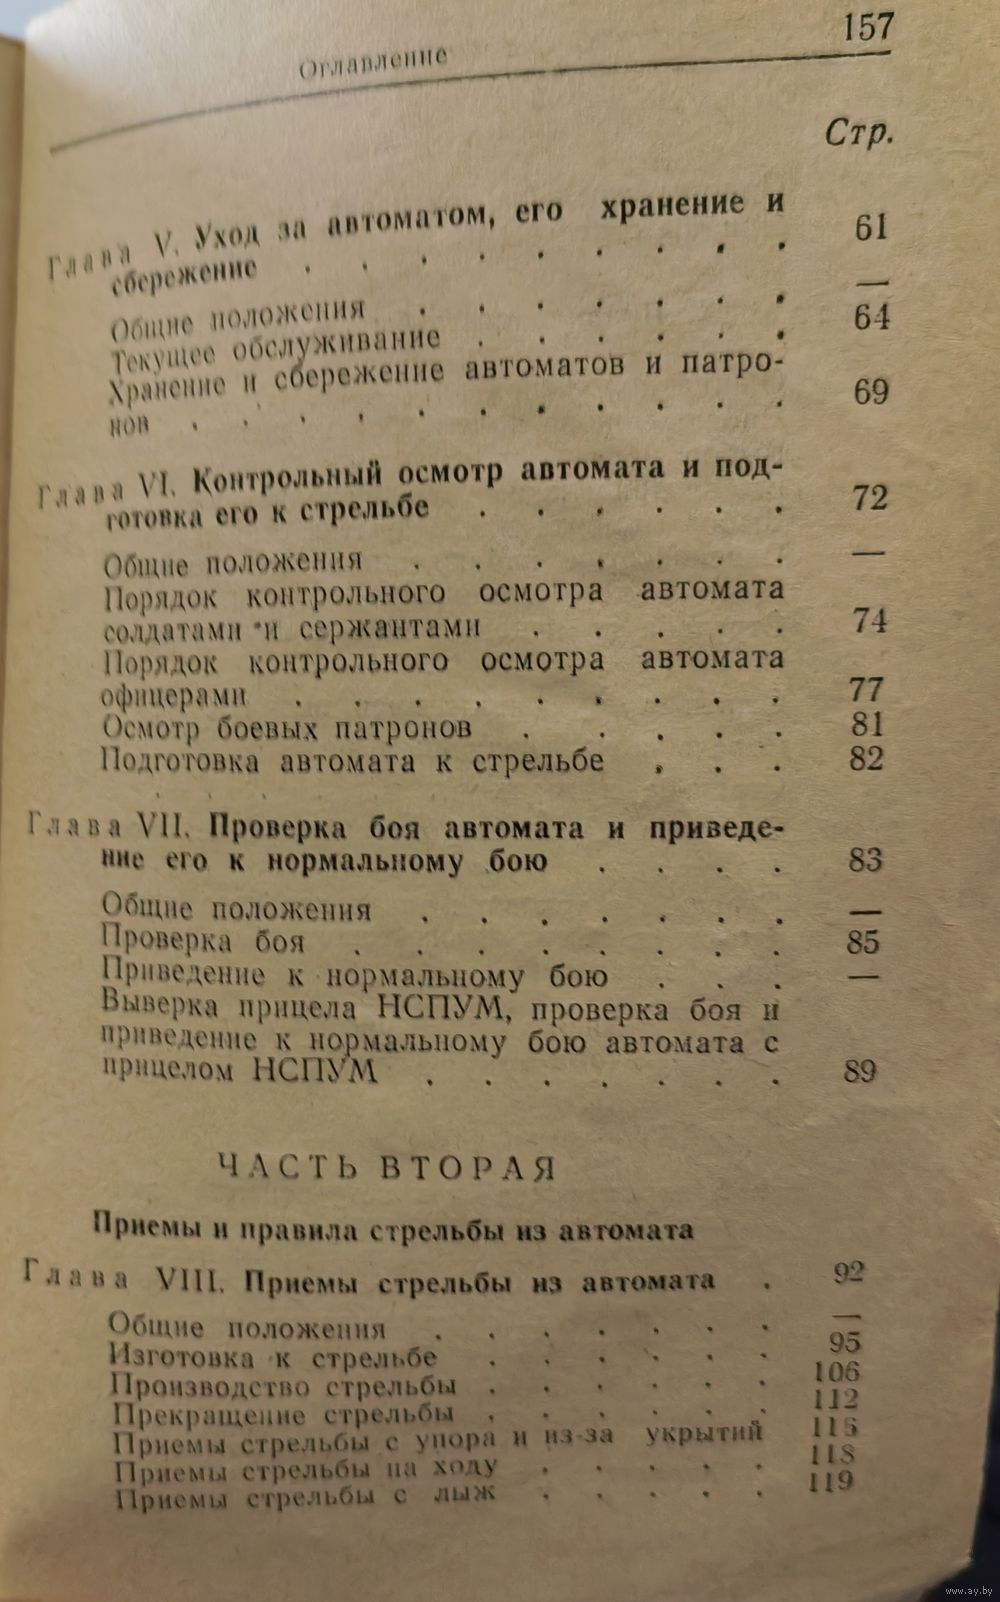 157
Оглавление
Стр.
Глава V. Уход за автоматом, его хранение и
сбережение . . . . . . . . . 61
Общие положения . . . . . . . —
Текущее обслуживание . . . . . . 64
Хранение и сбережение автоматов и патро-
нов . . . . . . . . . . . 69
Глава VI. Контрольный осмотр автомата и под-
готовка его к стрельбе . . . . . . 72
Общие положения . . . . . . . —
Порядок контрольного осмотра автомата
солдатами и сержантами . . . . . 74
Порядок контрольного осмотра автомата
офицерами . . . . . . . . . 77
Осмотр боевых патронов . . . . . 81
Подготовка автомата к стрельбе . . . 82
Глава VII. Проверка боя автомата и приведе-
ние его к нормальному бою . . . . 83
Общие положения . . . . . . . —
Проверка боя . . . . . . . . 85
Приведение к нормальному бою . . . —
Выверка прицела НСПУМ, проверка боя и
приведение к нормальному бою автомата с
прицелом НСПУМ . . . . . . . 89
ЧАСТЬ ВТОРАЯ
Приемы и правила стрельбы из автомата
Глава VIII. Приемы стрельбы из автомата . 92
Общие положения . . . . . . . —
Изготовка к стрельбе . . . . . . 95
Производство стрельбы . . . . . . 106
Прекращение стрельбы . . . . . . 112
Приемы стрельбы с упора и из-за укрытий 115
Приемы стрельбы на ходу . . . . . 118
Приемы стрельбы с лыж . . . . . 119
www.ay.by